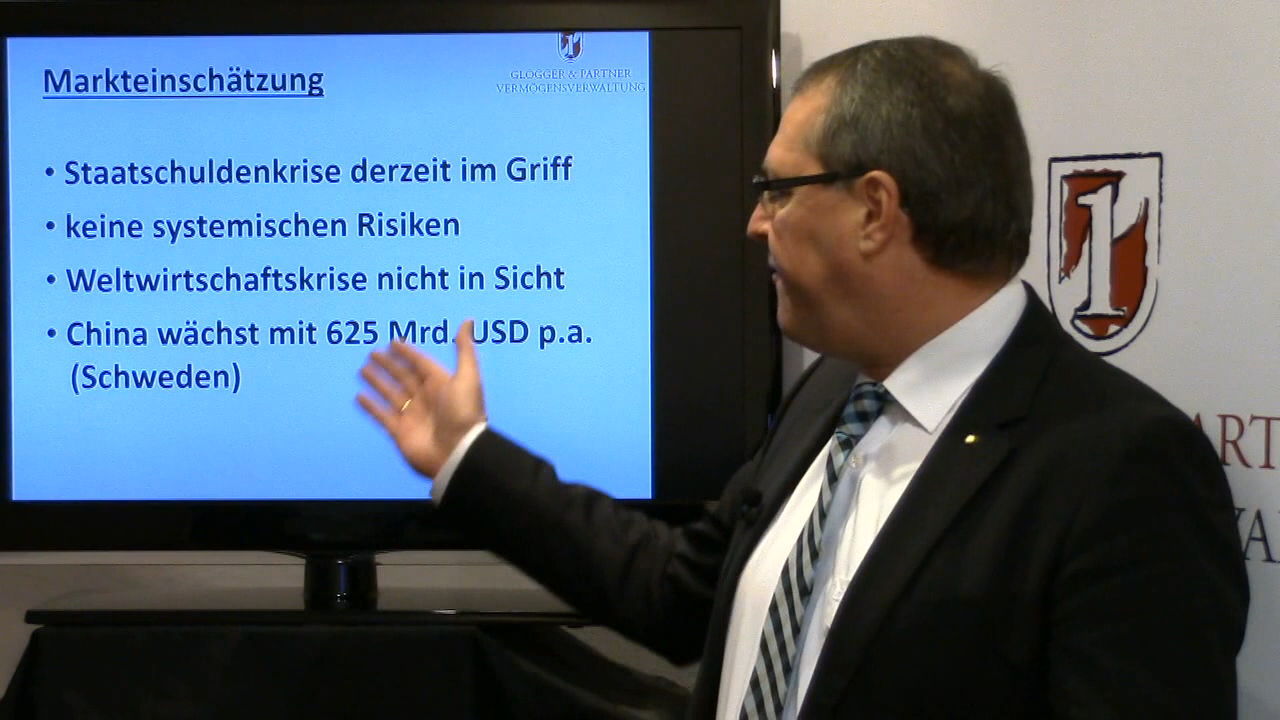 GLOGGER & PARTNER
VERMÖGENSVERWALTUNG
Markteinschätzung
• Staatschuldenkrise derzeit im Griff
• keine systemischen Risiken
• Weltwirtschaftskrise nicht in Sicht
• China wächst mit 625 Mrd. USD p.a.
(Schweden)
1
ART